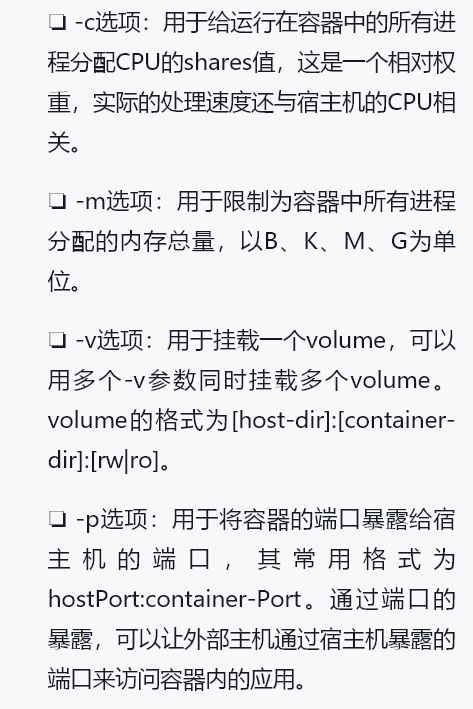 ❏ -c选项：用于给运行在容器中的所有进
程分配CPU的shares值，这是一个相对权
重，实际的处理速度还与宿主机的CPU相
关。
❏ -m选项：用于限制为容器中所有进程
分配的内存总量，以B、K、M、G为单
位。
❏ -v选项：用于挂载一个volume，可以
用多个-v参数同时挂载多个volume。
volume的格式为[host-dir]:[container-
dir]:[rw|ro]。
❏ -p选项：用于将容器的端口暴露给宿
主机的端口，其常用格式为
hostPort:container-Port。通过端口的
暴露，可以让外部主机通过宿主机暴露的
端口来访问容器内的应用。